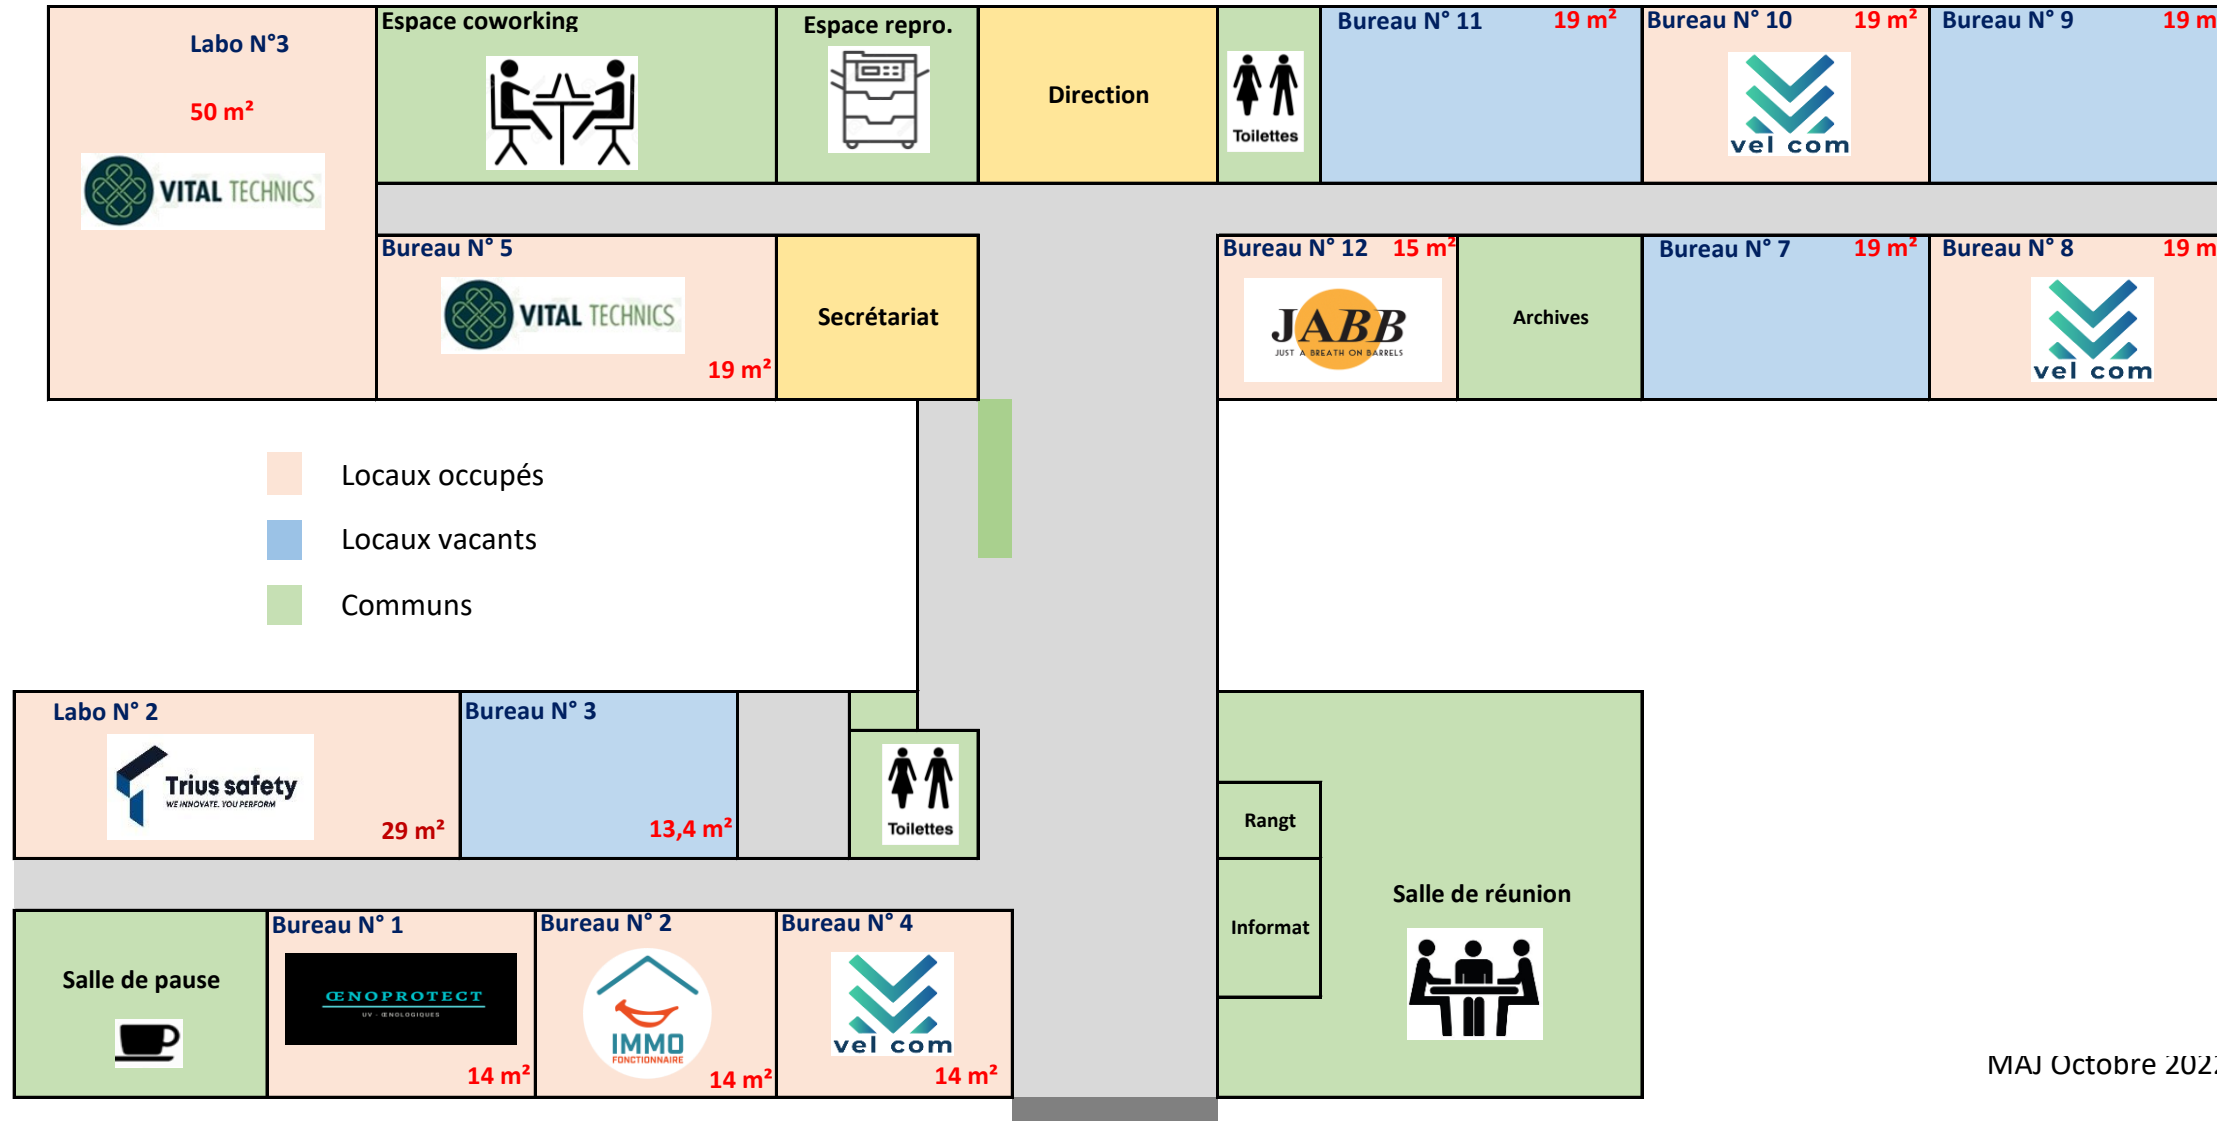 Labo N°3
50 m²
VITAL TECHNICS
Espace coworking
Espace repro.
Direction
Toilettes
Bureau N° 11 19 m²
Bureau N° 10 19 m²
vel com
Bureau N° 9 19 m
Bureau N° 5
VITAL TECHNICS
19 m²
Secrétariat
Bureau N° 12 15 m²
JABB
JUST A BREATH ON BARRELS
Archives
Bureau N° 7 19 m²
Bureau N° 8 19 m
vel com
Locaux occupés
Locaux vacants
Communs
Labo N° 2
Trius safety
WE INNOVATE. YOU PERFORM
29 m²
Bureau N° 3
13,4 m²
Toilettes
Rangt
Informat
Salle de réunion
Salle de pause
Bureau N° 1
ŒNOPROTECT
UV - ŒNOLOGIQUES
14 m²
Bureau N° 2
IMMO
FONCTIONNAIRE
14 m²
Bureau N° 4
vel com
14 m²
MAJ Octobre 2022